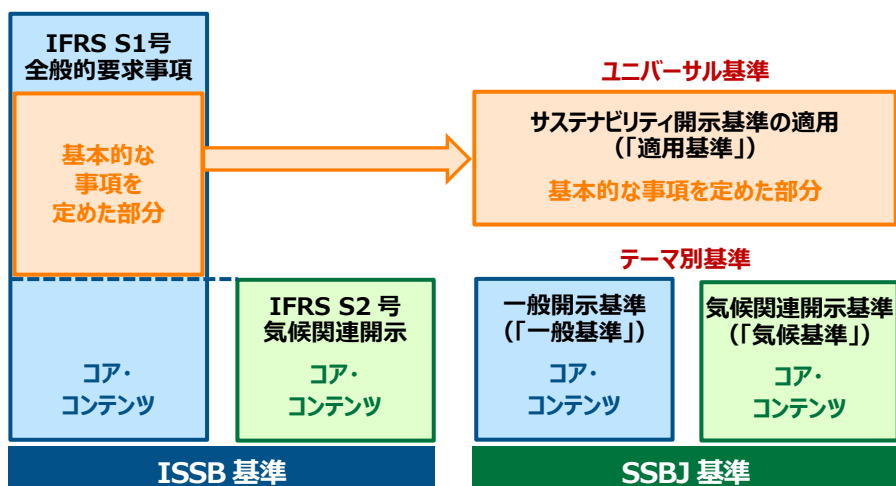 IFRS S1号
全般的要求事項
基本的な
事項を
定めた部分
コア・
コンテンツ
IFRS S2 号
気候関連開示
コア・
コンテンツ
ISSB 基準
ユニバーサル基準
サステナビリティ開示基準の適用
(「適用基準」)
基本的な事項を定めた部分
テーマ別基準
一般開示基準
(「一般基準」)
コア・
コンテンツ
気候関連開示基準
(「気候基準」)
コア・
コンテンツ
SSBJ 基準